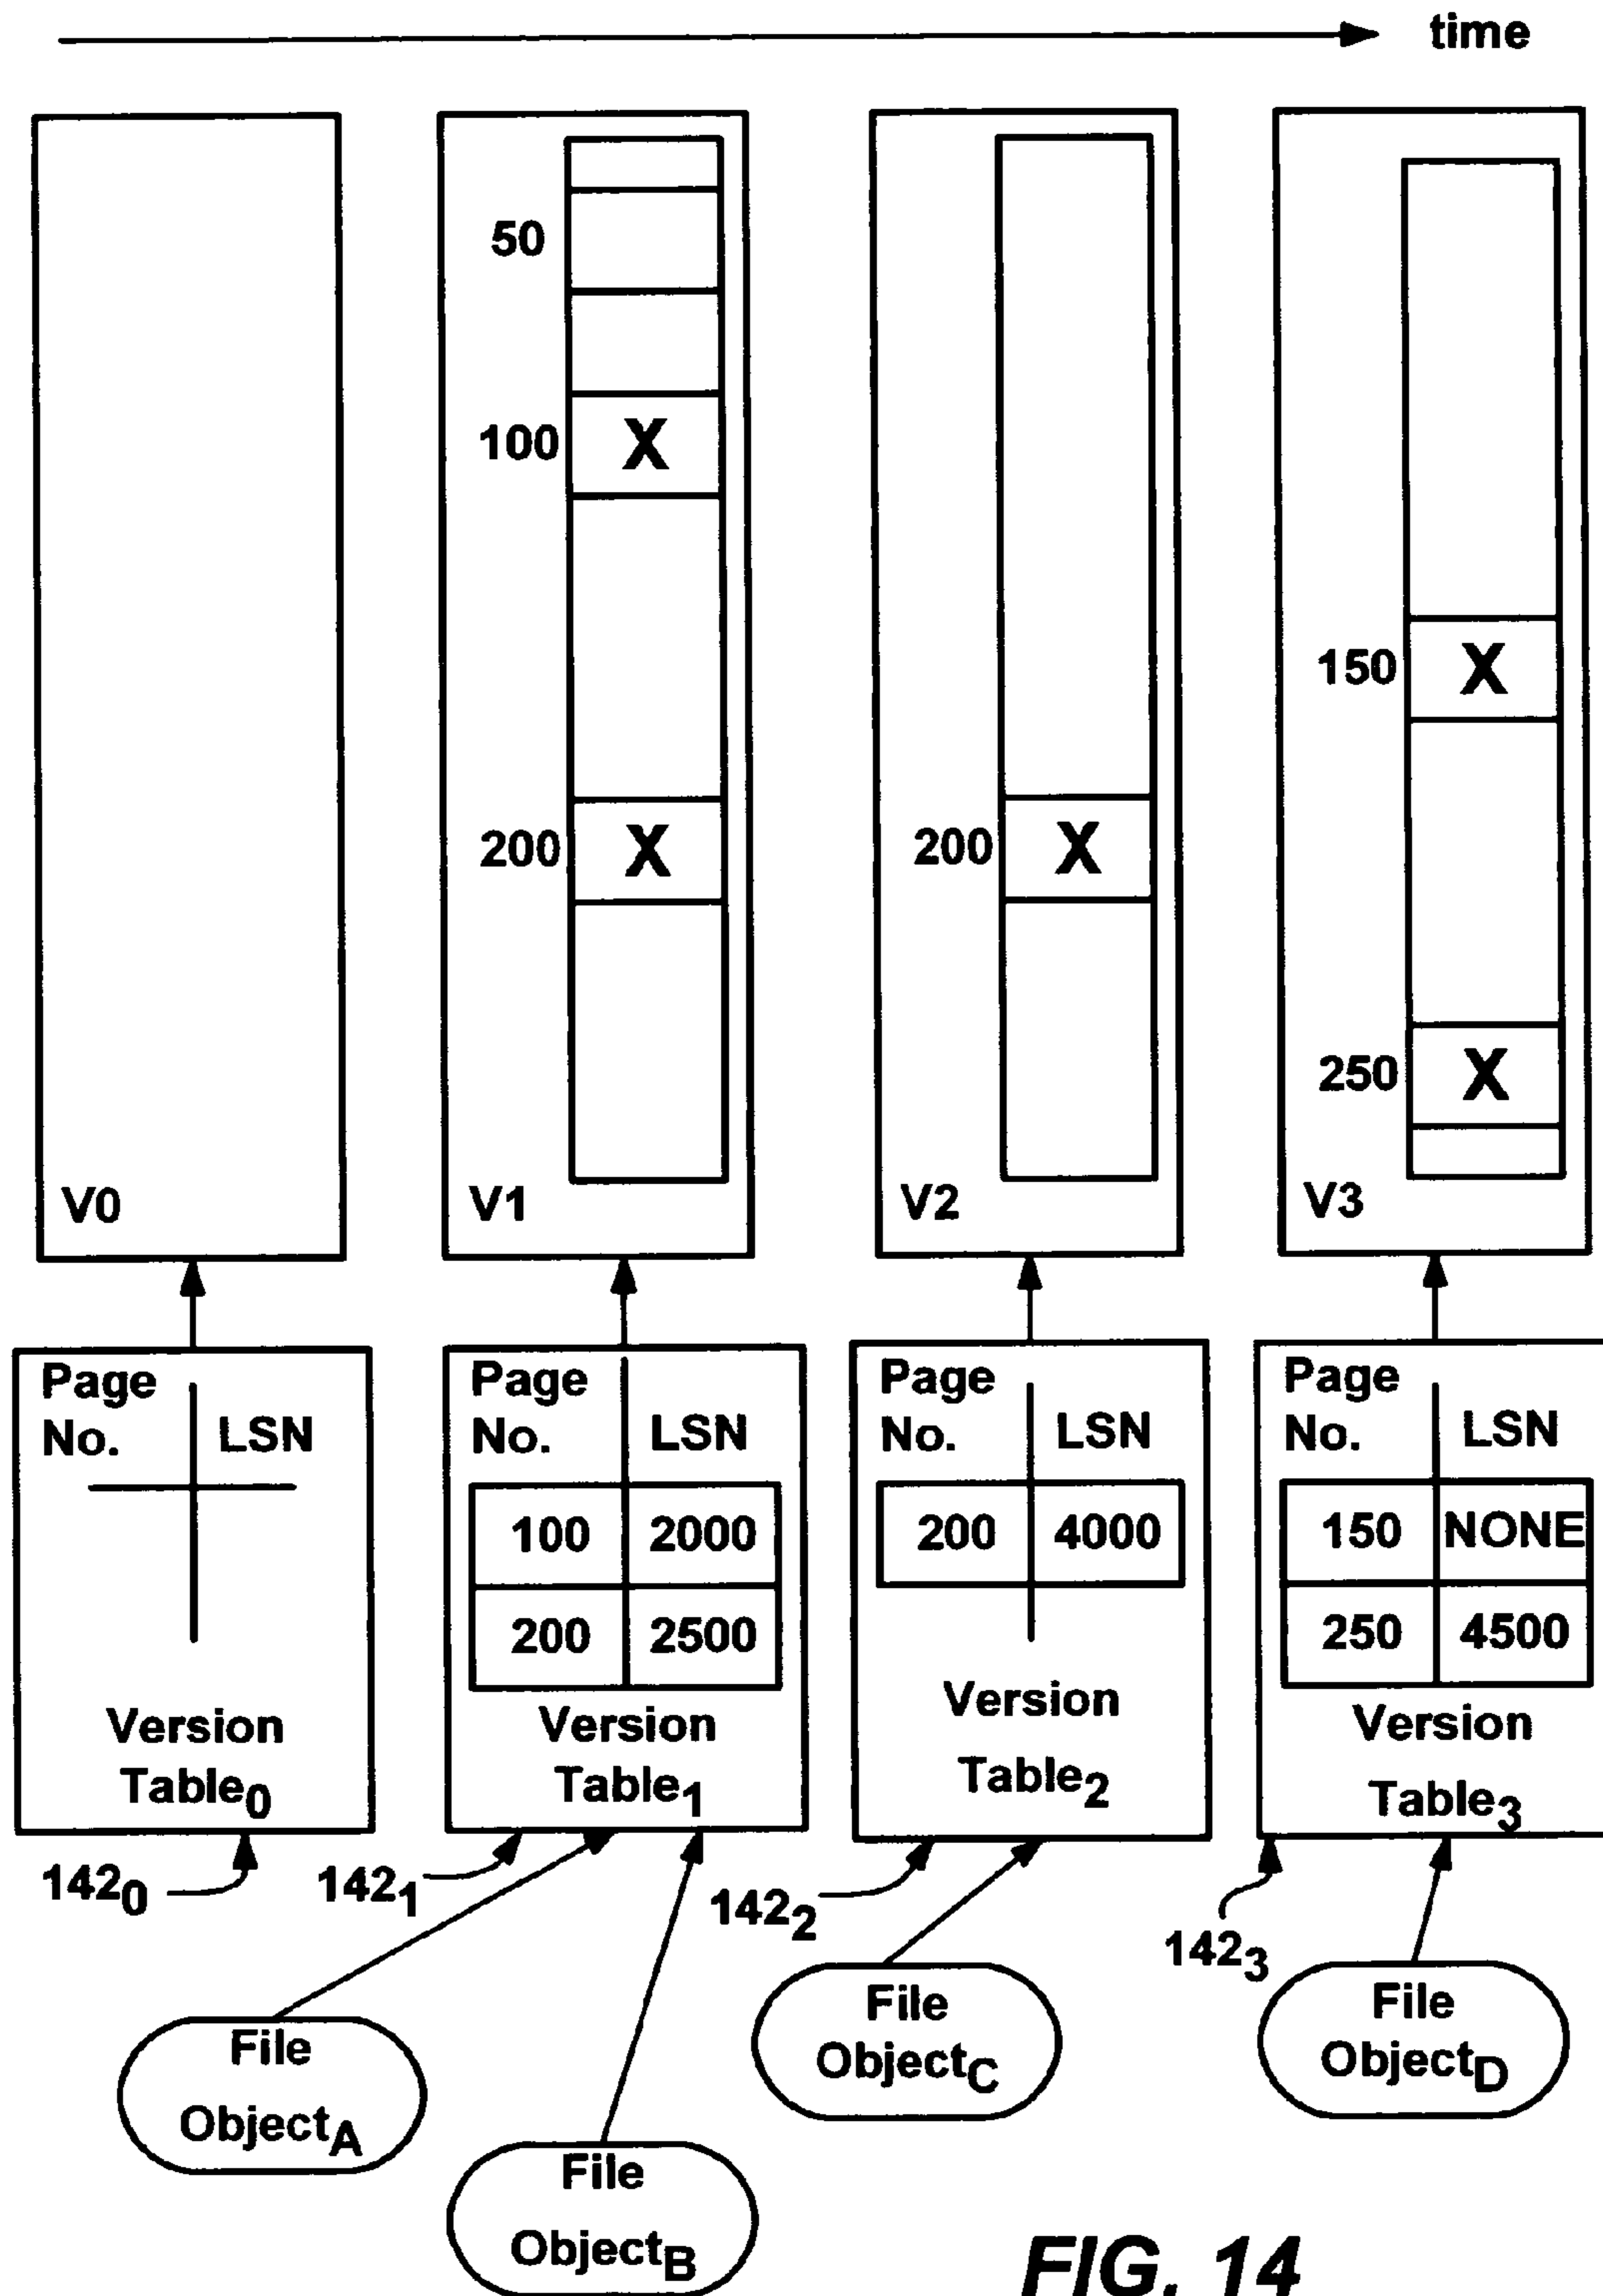 time
50
100 X
200 X
200 X
150 X
250 X
V0
V1
V2
V3
Page No. LSN
Version
Table0
Page No. LSN
100 2000
200 2500
Version
Table1
Page No. LSN
200 4000
Version
Table2
Page No. LSN
150 NONE
250 4500
Version
Table3
1420
1421
1422
1423
File
ObjectA
File
ObjectB
File
ObjectC
File
ObjectD
FIG. 14